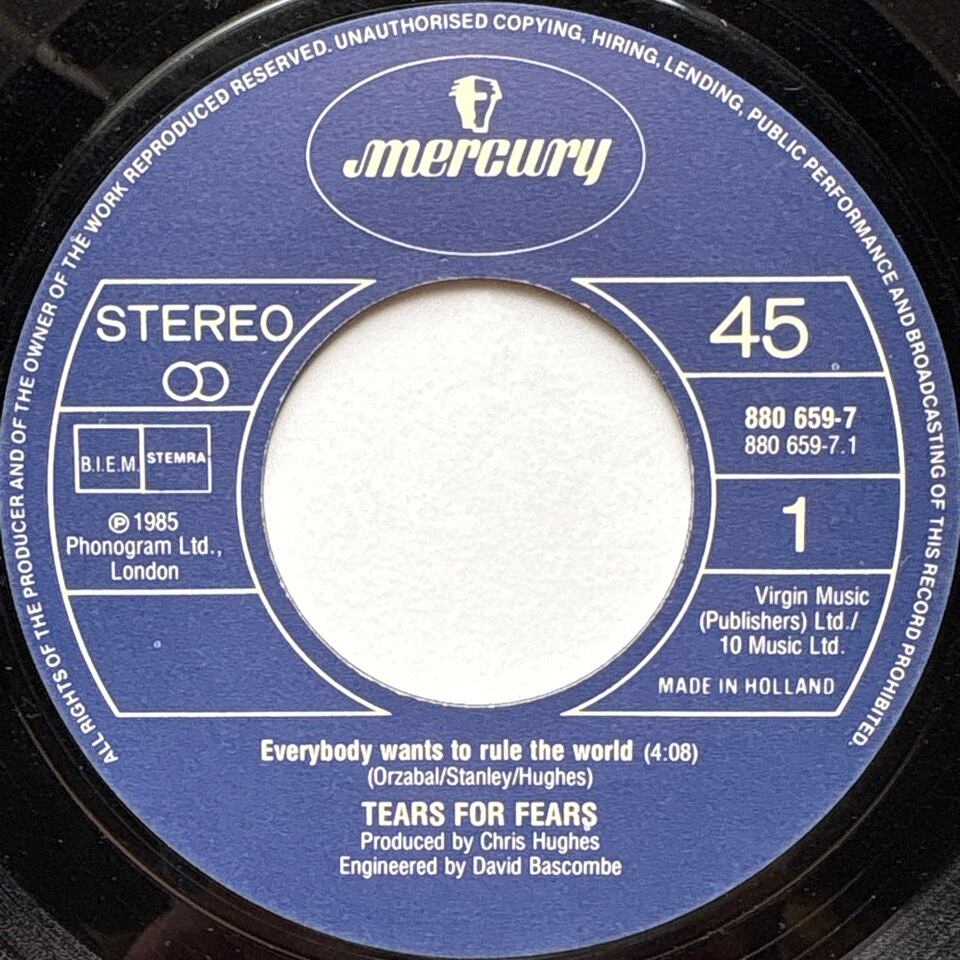 ALL RIGHTS OF THE PRODUCER AND OF THE OWNER OF THE WORK REPRODUCED RESERVED. UNAUTHORISED COPYING, HIRING, LENDING, PUBLIC PERFORMANCE AND BROADCASTING OF THIS RECORD PROHIBITED.
mercury
STEREO
B.I.E.M. STEMRA
℗ 1985
Phonogram Ltd.,
London
45
880 659-7
880 659-7.1
1
Virgin Music
(Publishers) Ltd./
10 Music Ltd.
MADE IN HOLLAND
Everybody wants to rule the world (4:08)
(Orzabal/Stanley/Hughes)
TEARS FOR FEARS
Produced by Chris Hughes
Engineered by David Bascombe